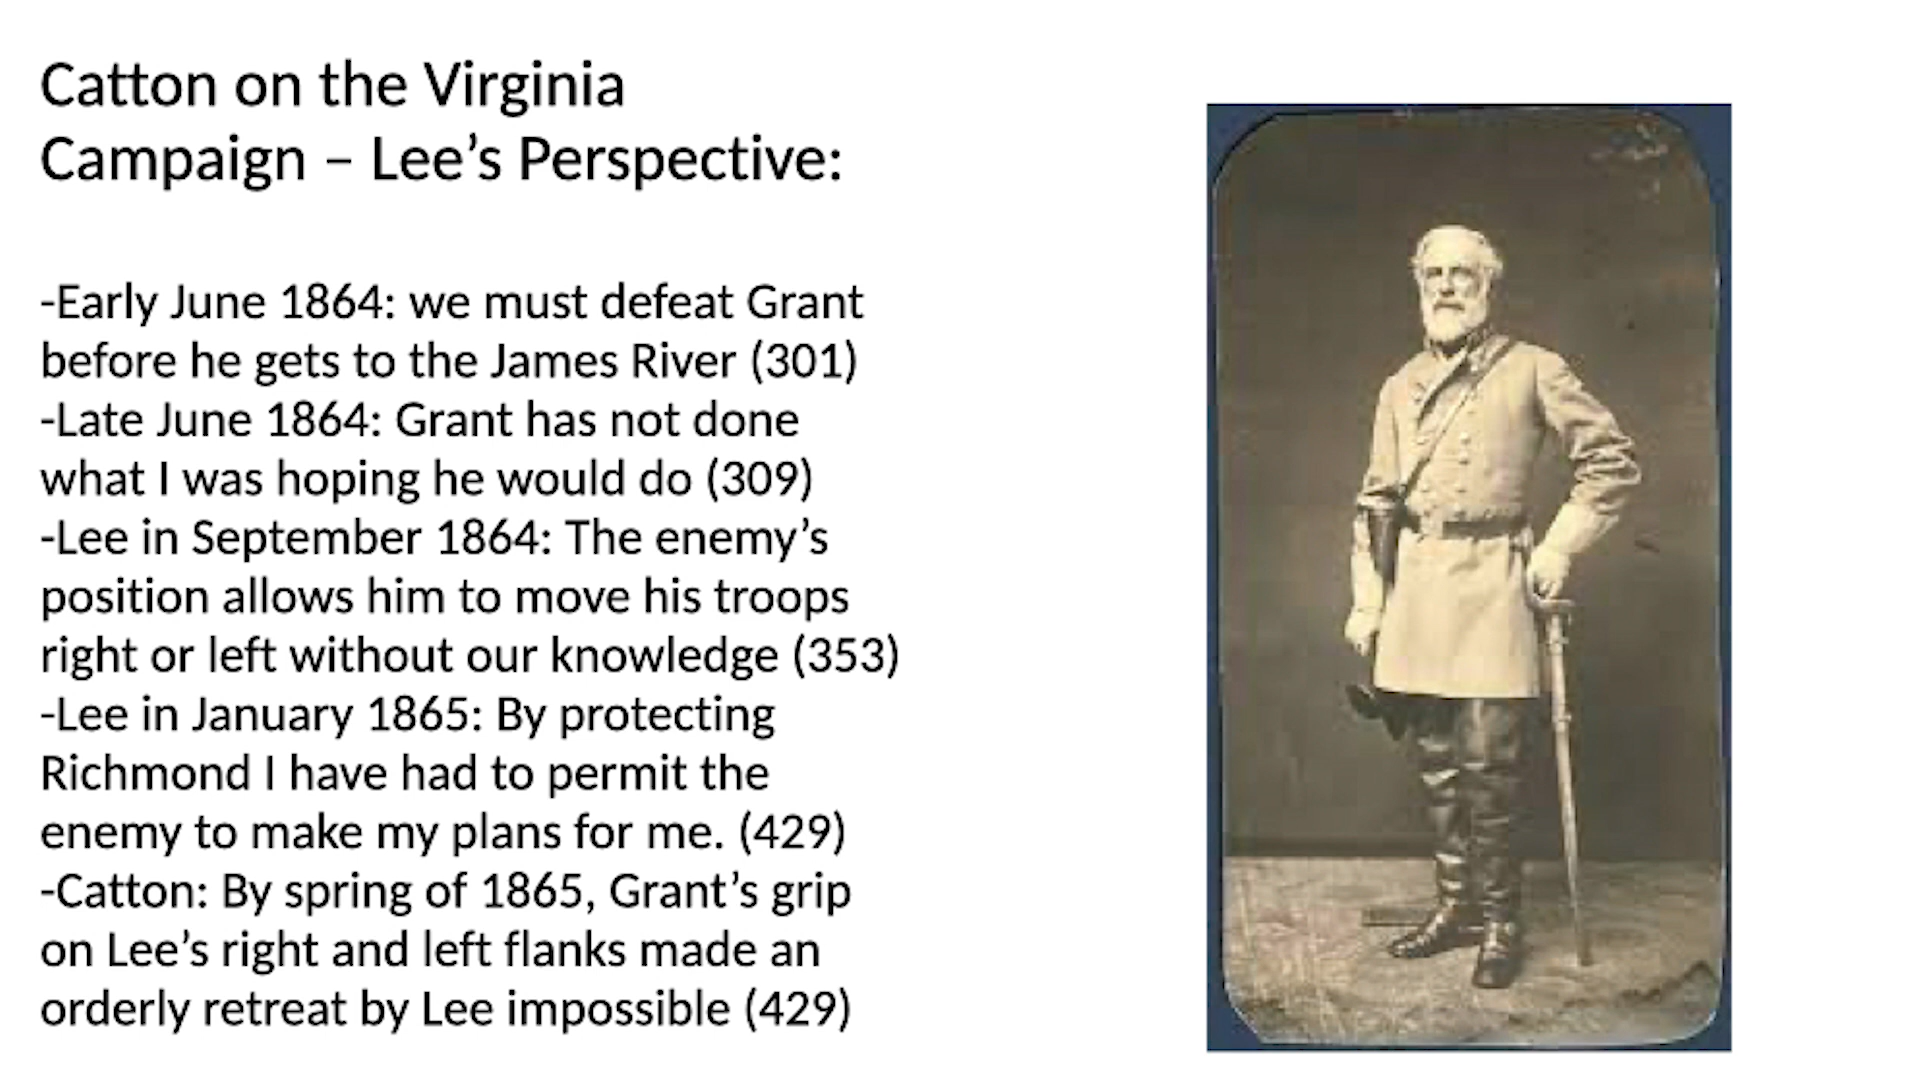 Catton on the Virginia
Campaign – Lee’s Perspective:
-Early June 1864: we must defeat Grant
before he gets to the James River (301)
-Late June 1864: Grant has not done
what I was hoping he would do (309)
-Lee in September 1864: The enemy’s
position allows him to move his troops
right or left without our knowledge (353)
-Lee in January 1865: By protecting
Richmond I have had to permit the
enemy to make my plans for me. (429)
-Catton: By spring of 1865, Grant’s grip
on Lee’s right and left flanks made an
orderly retreat by Lee impossible (429)